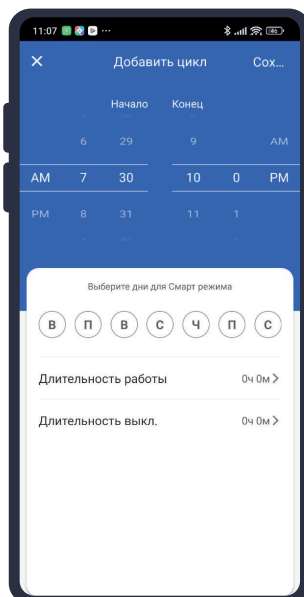 11:07 ... 46
Добавить цикл Сох...
Начало Конец
6 29 9 AM
AM 7 30 10 0 PM
PM 8 31 11 1
Выберите дни для Смарт режима
В П В С Ч П С
Длительность работы 0ч 0м
Длительность выкл. 0ч 0м